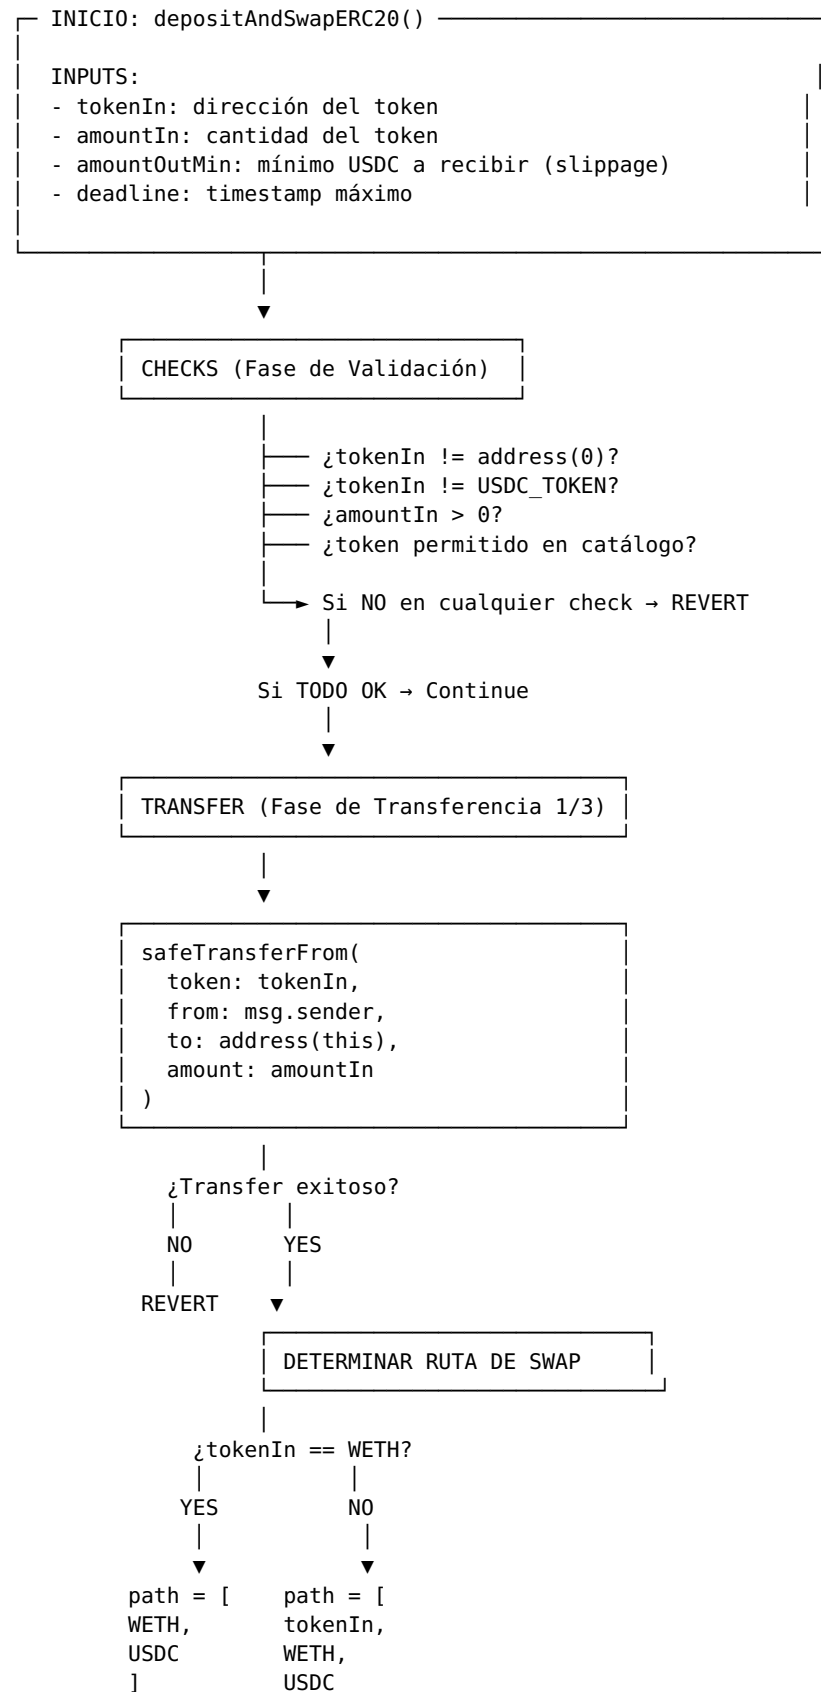 INICIO: depositAndSwapERC20()
INPUTS:
- tokenIn: dirección del token
- amountIn: cantidad del token
- amountOutMin: mínimo USDC a recibir (slippage)
- deadline: timestamp máximo
CHECKS (Fase de Validación)
¿tokenIn != address(0)?
¿tokenIn != USDC_TOKEN?
¿amountIn > 0?
¿token permitido en catálogo?
Si NO en cualquier check → REVERT
Si TODO OK → Continue
TRANSFER (Fase de Transferencia 1/3)
safeTransferFrom(
token: tokenIn,
from: msg.sender,
to: address(this),
amount: amountIn
)
¿Transfer exitoso?
NO YES
REVERT
DETERMINAR RUTA DE SWAP
¿tokenIn == WETH?
YES NO
path = [ path = [
WETH, tokenIn,
USDC WETH,
] USDC